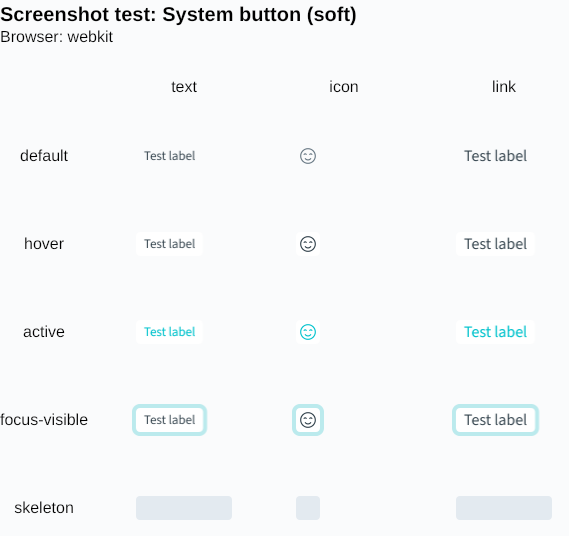 Screenshot test: System button (soft)
Browser: webkit
text icon link
default Test label Test label
hover Test label Test label
active Test label Test label
focus-visible Test label Test label
skeleton